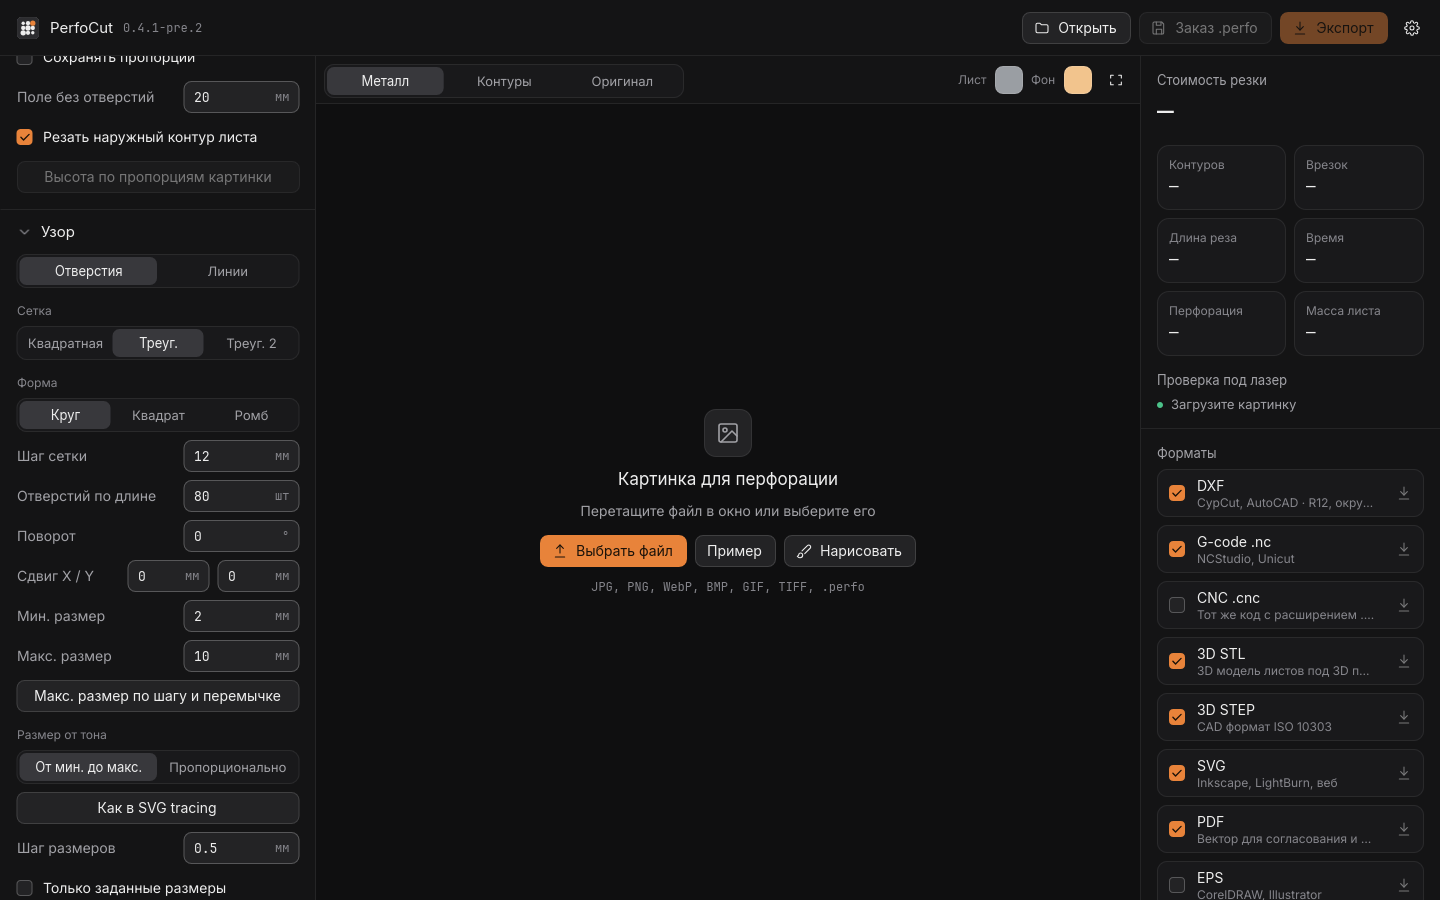 PerfoCut 0.4.1-pre.2
Открыть
Заказ .perfo
Экспорт
Сохранять пропорции
Поле без отверстий 20 мм
Резать наружный контур листа
Высота по пропорциям картинки
Узор
Отверстия Линии
Сетка
Квадратная Треуг. Треуг. 2
Форма
Круг Квадрат Ромб
Шаг сетки 12 мм
Отверстий по длине 80 шт
Поворот 0 °
Сдвиг X / Y 0 мм 0 мм
Мин. размер 2 мм
Макс. размер 10 мм
Макс. размер по шагу и перемычке
Размер от тона
От мин. до макс. Пропорционально
Как в SVG tracing
Шаг размеров 0.5 мм
Только заданные размеры
Металл Контуры Оригинал
Лист Фон
Картинка для перфорации
Перетащите файл в окно или выберите его
Выбрать файл Пример Нарисовать
JPG, PNG, WebP, BMP, GIF, TIFF, .perfo
Стоимость резки
—
Контуров Врезок
— —
Длина реза Время
— —
Перфорация Масса листа
— —
Проверка под лазер
Загрузите картинку
Форматы
DXF
CypCut, AutoCAD · R12, окру...
G-code .nc
NCStudio, Unicut
CNC .cnc
Тот же код с расширением ....
3D STL
3D модель листов под 3D п...
3D STEP
CAD формат ISO 10303
SVG
Inkscape, LightBurn, веб
PDF
Вектор для согласования и ...
EPS
CorelDRAW, Illustrator